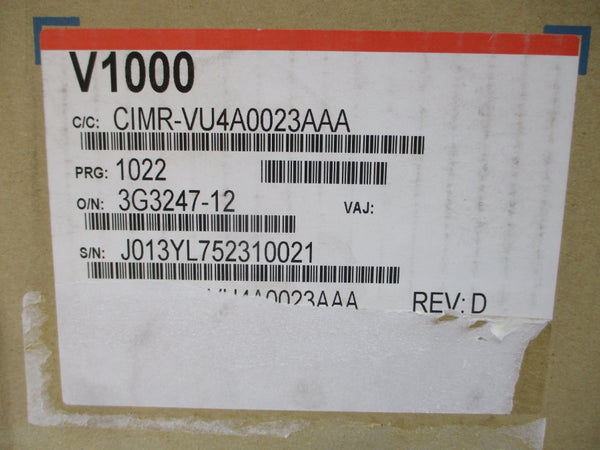 V1000
C/C: CIMR-VU4A0023AAA
PRG: 1022
O/N: 3G3247-12 VAJ:
S/N: J013YL752310021
VU4A0023AAA REV: D